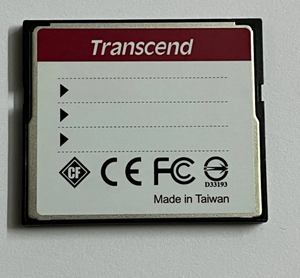 Transcend
CF CE FC
D33193
Made in Taiwan